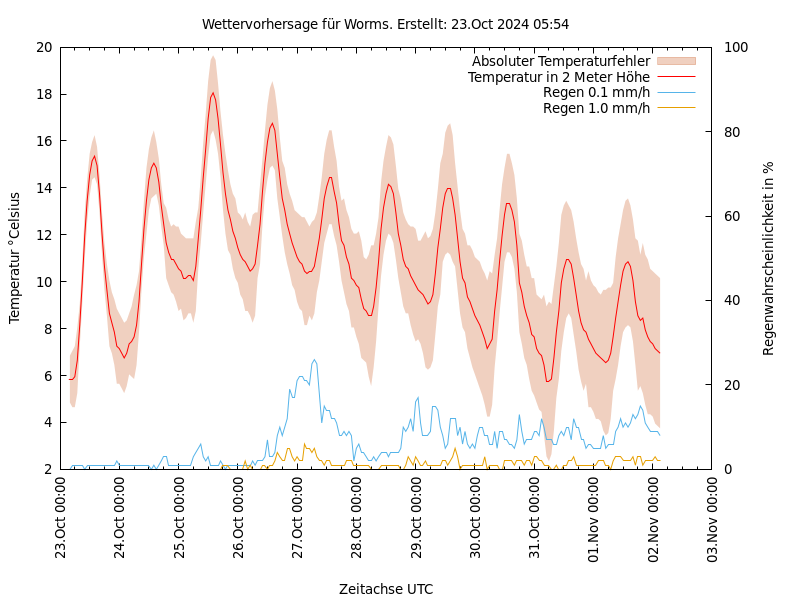 Wettervorhersage für Worms. Erstellt: 23.Oct 2024 05:54
Absoluter Temperaturfehler
Temperatur in 2 Meter Höhe
Regen 0.1 mm/h
Regen 1.0 mm/h
Temperatur °Celsius
20
18
16
14
12
10
8
6
4
2
100
80
60
40
20
0
Regenwahrscheinlichkeit in %
23.Oct 00:00
24.Oct 00:00
25.Oct 00:00
26.Oct 00:00
27.Oct 00:00
28.Oct 00:00
29.Oct 00:00
30.Oct 00:00
31.Oct 00:00
01.Nov 00:00
02.Nov 00:00
03.Nov 00:00
Zeitachse UTC